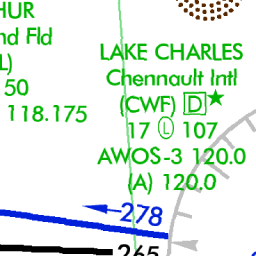 HUR
nd Fld
L)
50
118.175
LAKE CHARLES
Chennault Intl
(CWF) D★
17 Ⓛ 107
AWOS-3 120.0
(A) 120.0
278
265